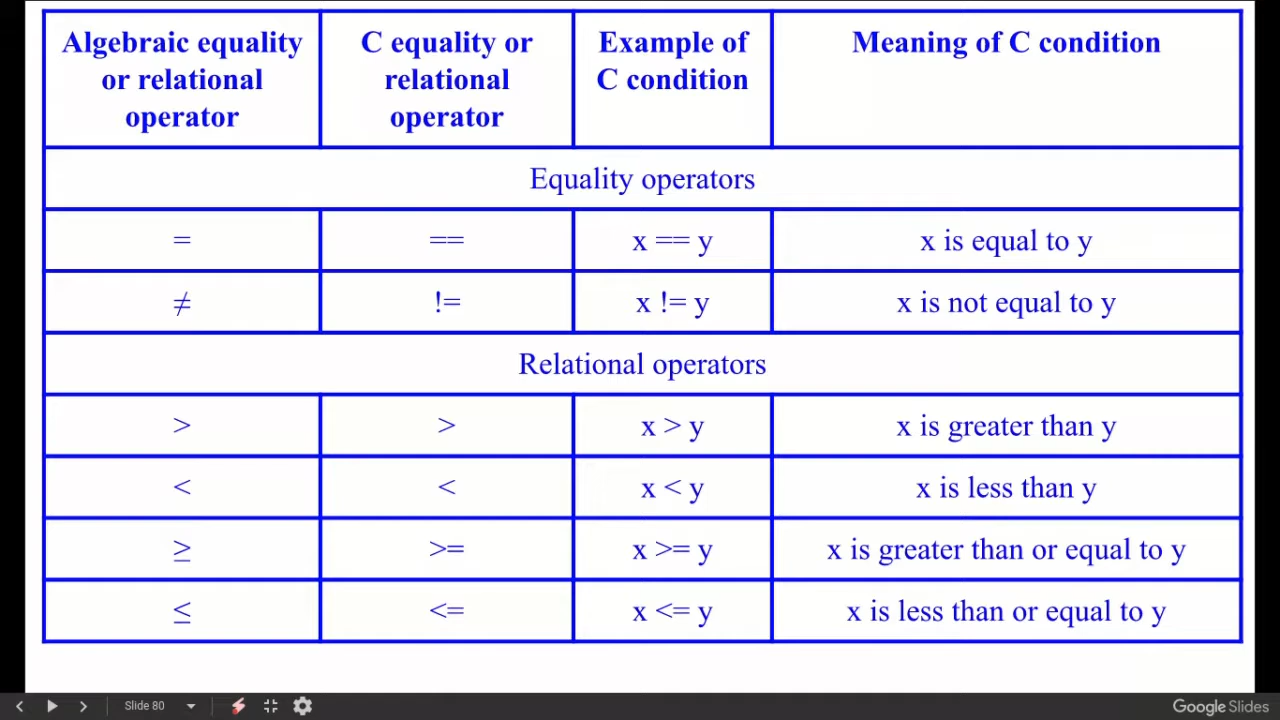 Algebraic equality or relational operator
C equality or relational operator
Example of C condition
Meaning of C condition
Equality operators
= == x == y x is equal to y
≠ != x != y x is not equal to y
Relational operators
> > x > y x is greater than y
< < x < y x is less than y
≥ >= x >= y x is greater than or equal to y
≤ <= x <= y x is less than or equal to y
Slide 80
Google Slides